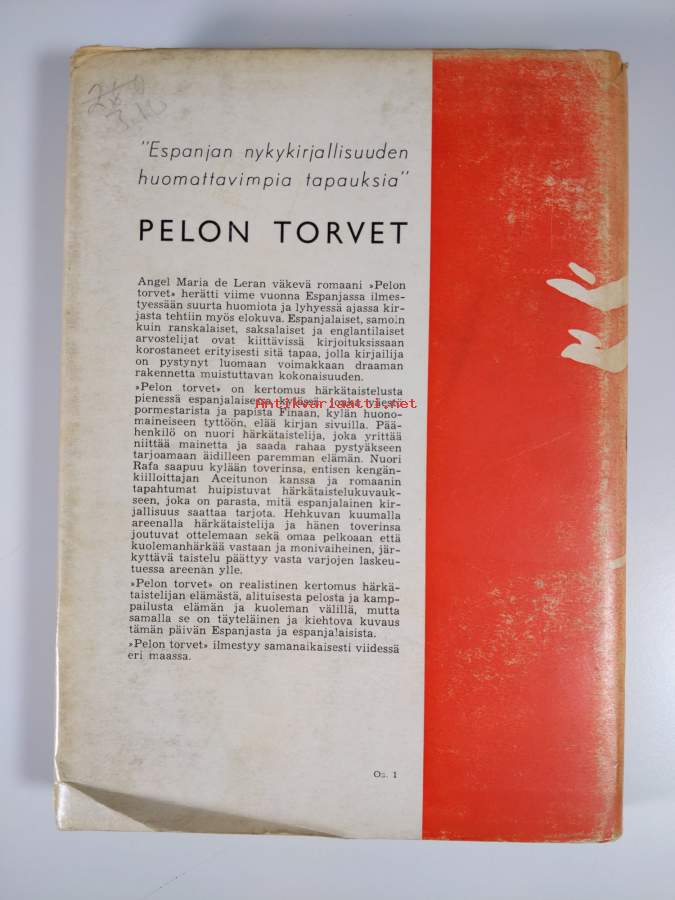 "Espanjan nykykirjallisuuden
huomattavimpia tapauksia"
PELON TORVET
Angel Maria de Leran väkevä romaani »Pelon
torvet» herätti viime vuonna Espanjassa ilmes-
tyessään suurta huomiota ja lyhyessä ajassa kir-
jasta tehtiin myös elokuva. Espanjalaiset, samoin
kuin ranskalaiset, saksalaiset ja englantilaiset
arvostelijat ovat kiittävissä kirjoituksissaan
korostaneet erityisesti sitä tapaa, jolla kirjailija
on pystynyt luomaan voimakkaan draaman
rakennetta muistuttavan kokonaisuuden.
»Pelon torvet» on kertomus härkätaistelusta
pienessä espanjalaisessa kylässä, jonka väestö
pormestarista ja papista Finaan, kylän huono-
maineiseen tyttöön, elää kirjan sivuilla. Pää-
henkilö on nuori härkätaistelija, joka yrittää
niittää mainetta ja saada rahaa pystyäkseen
tarjoamaan äidilleen paremman elämän. Nuori
Rafa saapuu kylään toverinsa, entisen kengän-
kiilloittajan Aceitunon kanssa ja romaanin
tapahtumat huipistuvat härkätaistelukuvauk-
seen, joka on parasta, mitä espanjalainen kir-
jallisuus saattaa tarjota. Hehkuvan kuumalla
areenalla härkätaistelija ja hänen toverinsa
joutuvat ottelemaan sekä omaa pelkoaan että
kuolemanhärkää vastaan ja monivaiheinen, jär-
kyttävä taistelu päättyy vasta varjojen laskeu-
tuessa areenan ylle.
»Pelon torvet» on realistinen kertomus härkä-
taistelijan elämästä, alituisesta pelosta ja kamp-
pailusta elämän ja kuoleman välillä, mutta
samalla se on täyteläinen ja kiehtova kuvaus
tämän päivän Espanjasta ja espanjalaisista.
»Pelon torvet» ilmestyy samanaikaisesti viidessä
eri maassa.
Oz. 1
Antikvariaatti.net